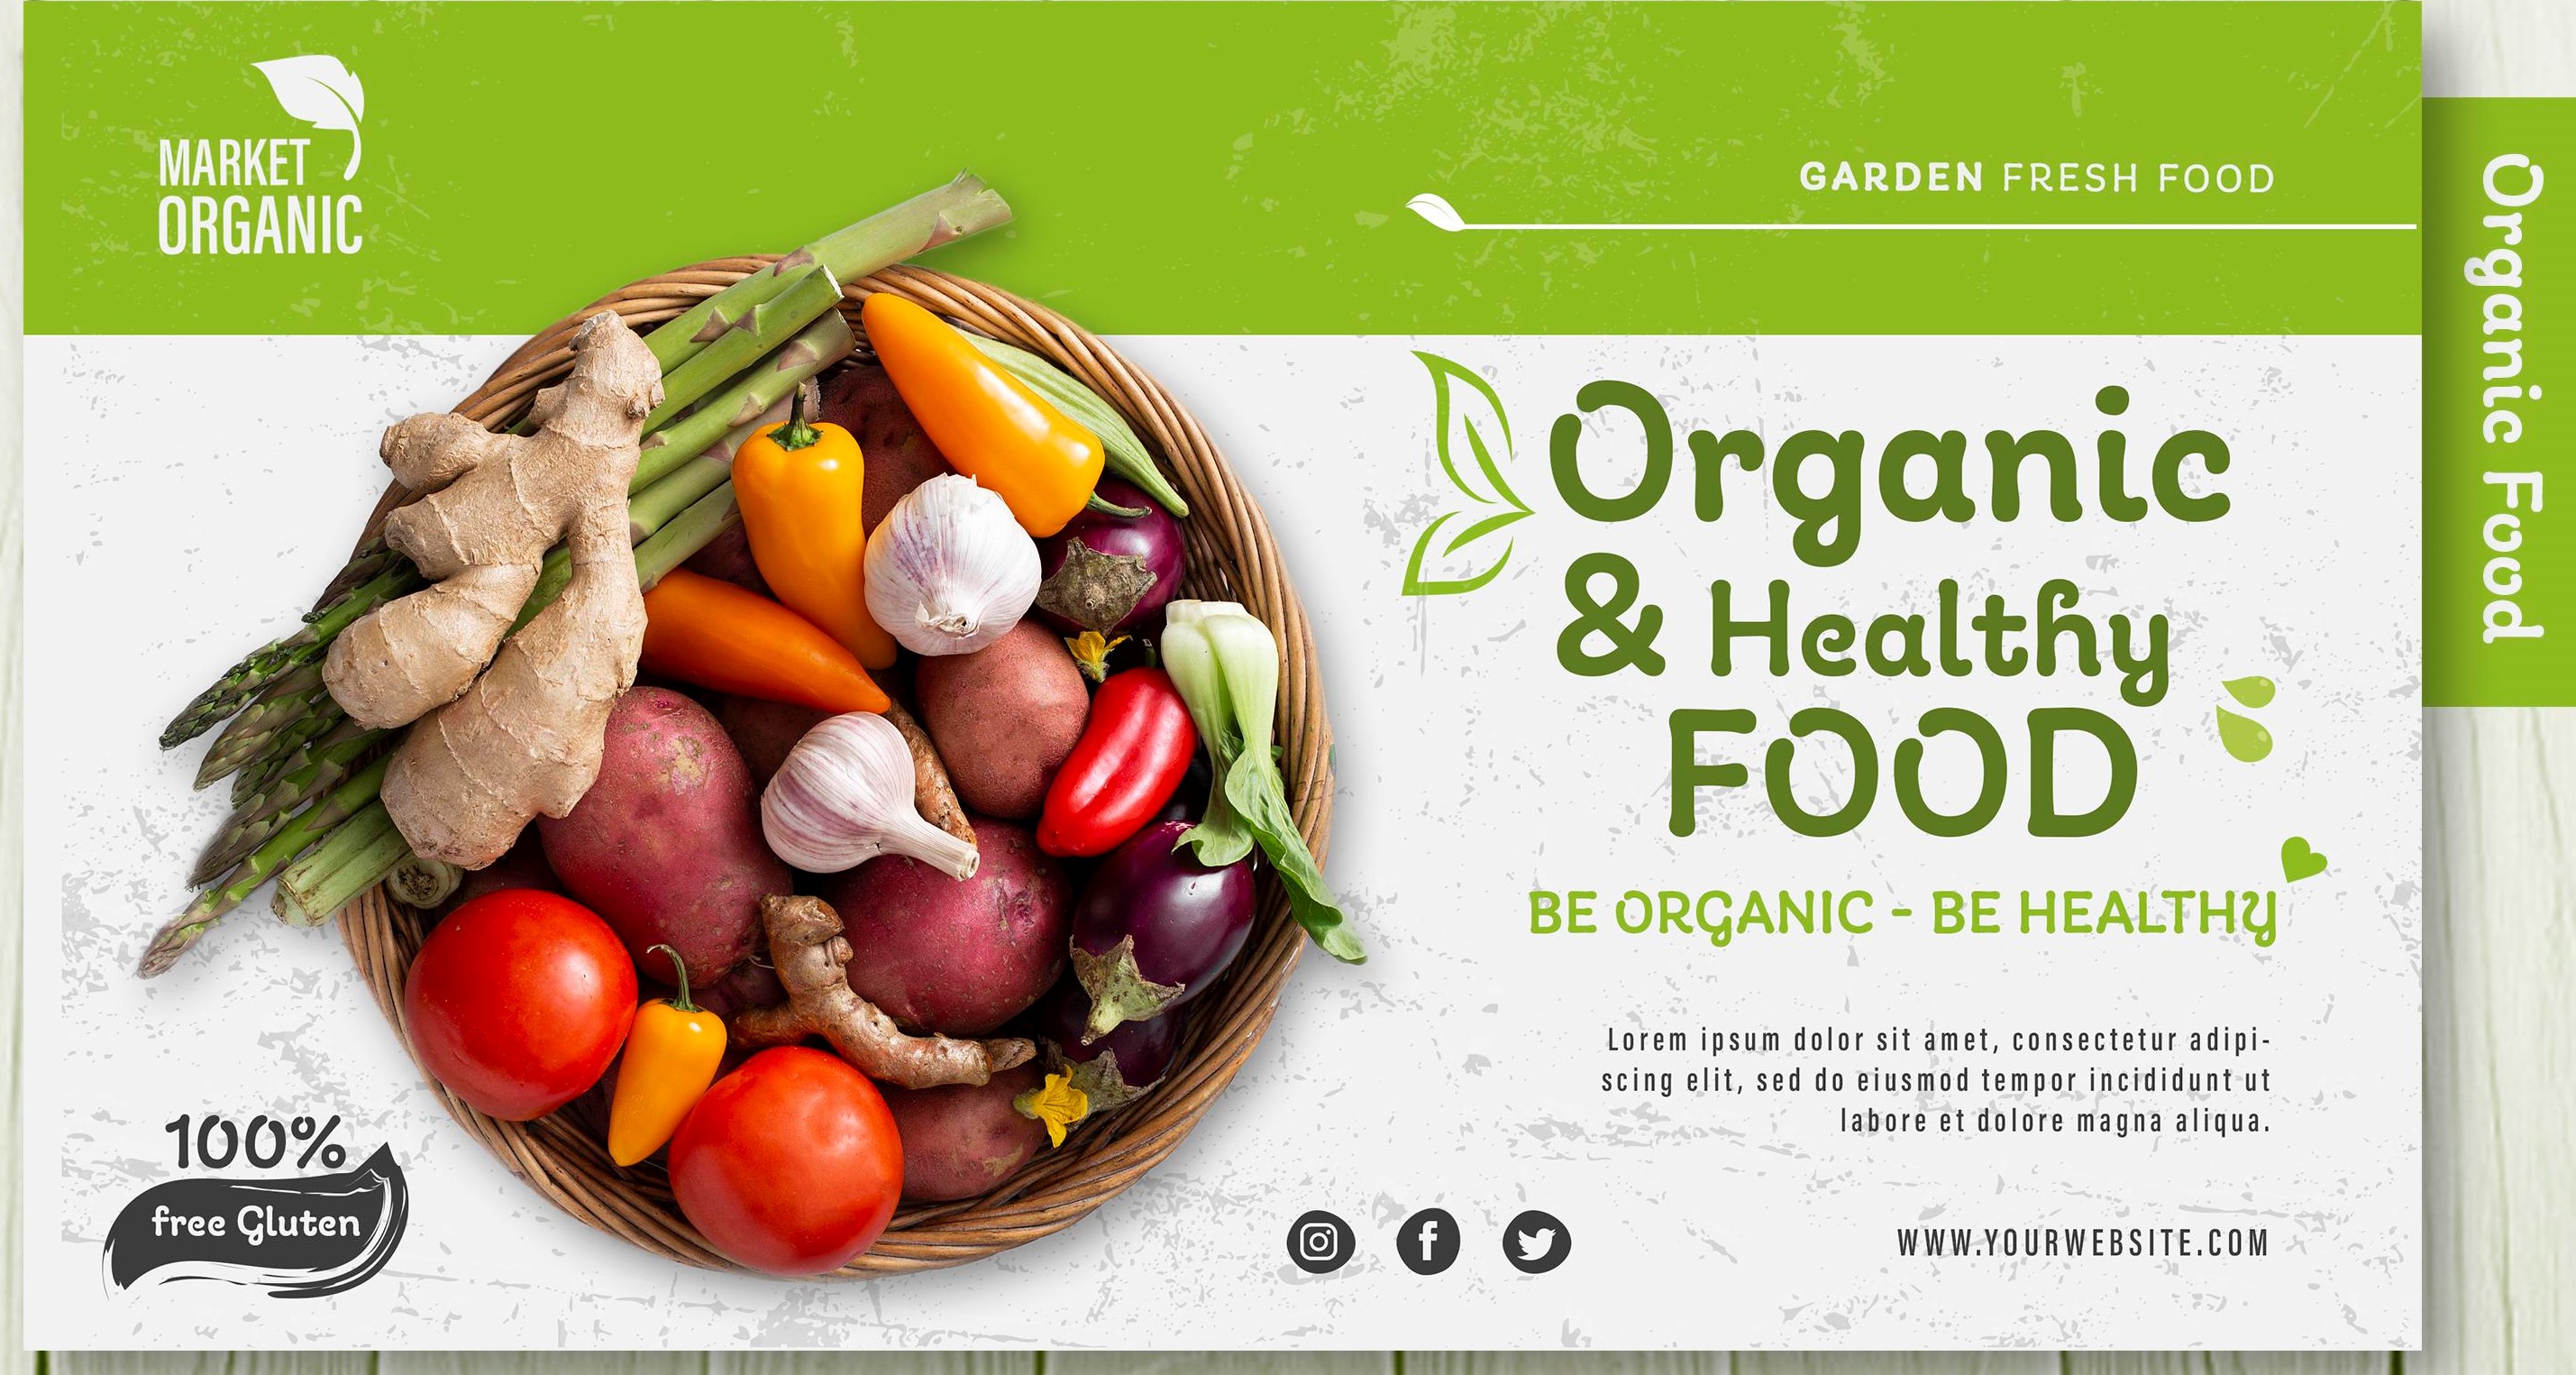 MARKET
ORGANIC
GARDEN FRESH FOOD
Organic Food
Organic
& Healthy
FOOD
BE ORGANIC - BE HEALTHY
Lorem ipsum dolor sit amet, consectetur adipi-
scing elit, sed do eiusmod tempor incididunt ut
labore et dolore magna aliqua.
100%
free Gluten
WWW.YOURWEBSITE.COM